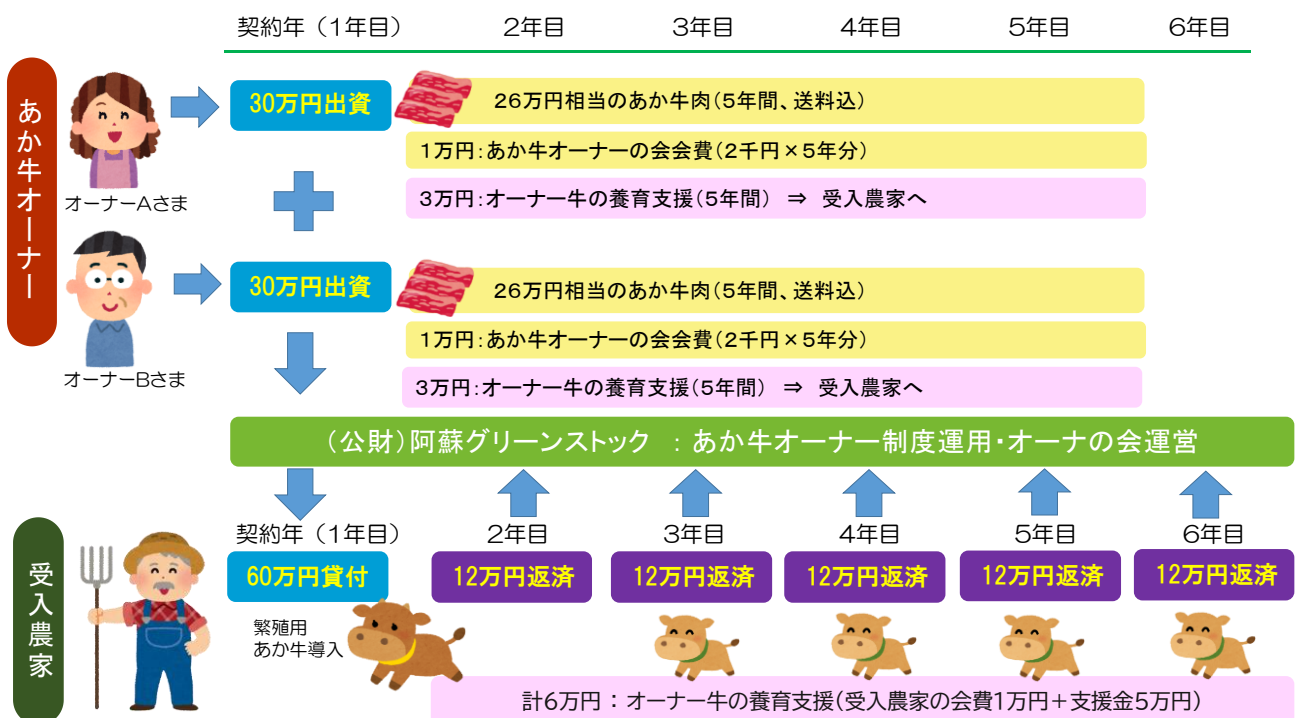 契約年（1年目）　2年目　3年目　4年目　5年目　6年目
あか牛オーナー
オーナーAさま
30万円出資
26万円相当のあか牛肉（5年間、送料込）
1万円：あか牛オーナーの会会費（2千円×5年分）
3万円：オーナー牛の養育支援（5年間） ⇒ 受入農家へ
オーナーBさま
30万円出資
26万円相当のあか牛肉（5年間、送料込）
1万円：あか牛オーナーの会会費（2千円×5年分）
3万円：オーナー牛の養育支援（5年間） ⇒ 受入農家へ
（公財）阿蘇グリーンストック ：あか牛オーナー制度運用・オーナの会運営
契約年（1年目）　2年目　3年目　4年目　5年目　6年目
受入農家
60万円貸付　12万円返済　12万円返済　12万円返済　12万円返済　12万円返済
繁殖用
あか牛導入
計6万円：オーナー牛の養育支援（受入農家の会費1万円＋支援金5万円）